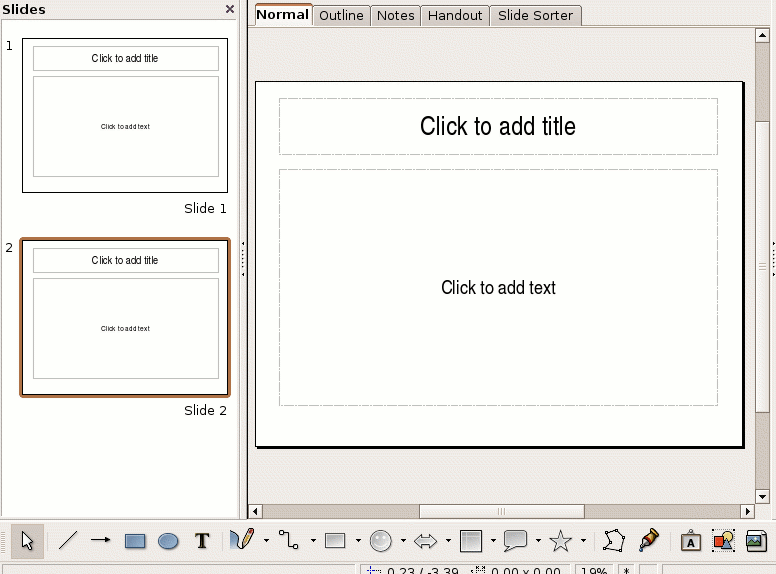 Slides
1
Click to add title
Click to add text
Slide 1
2
Click to add title
Click to add text
Slide 2
Normal Outline Notes Handout Slide Sorter
Click to add title
Click to add text
T
A
0.23 / -3.39 0.00 x 0.00 19% *